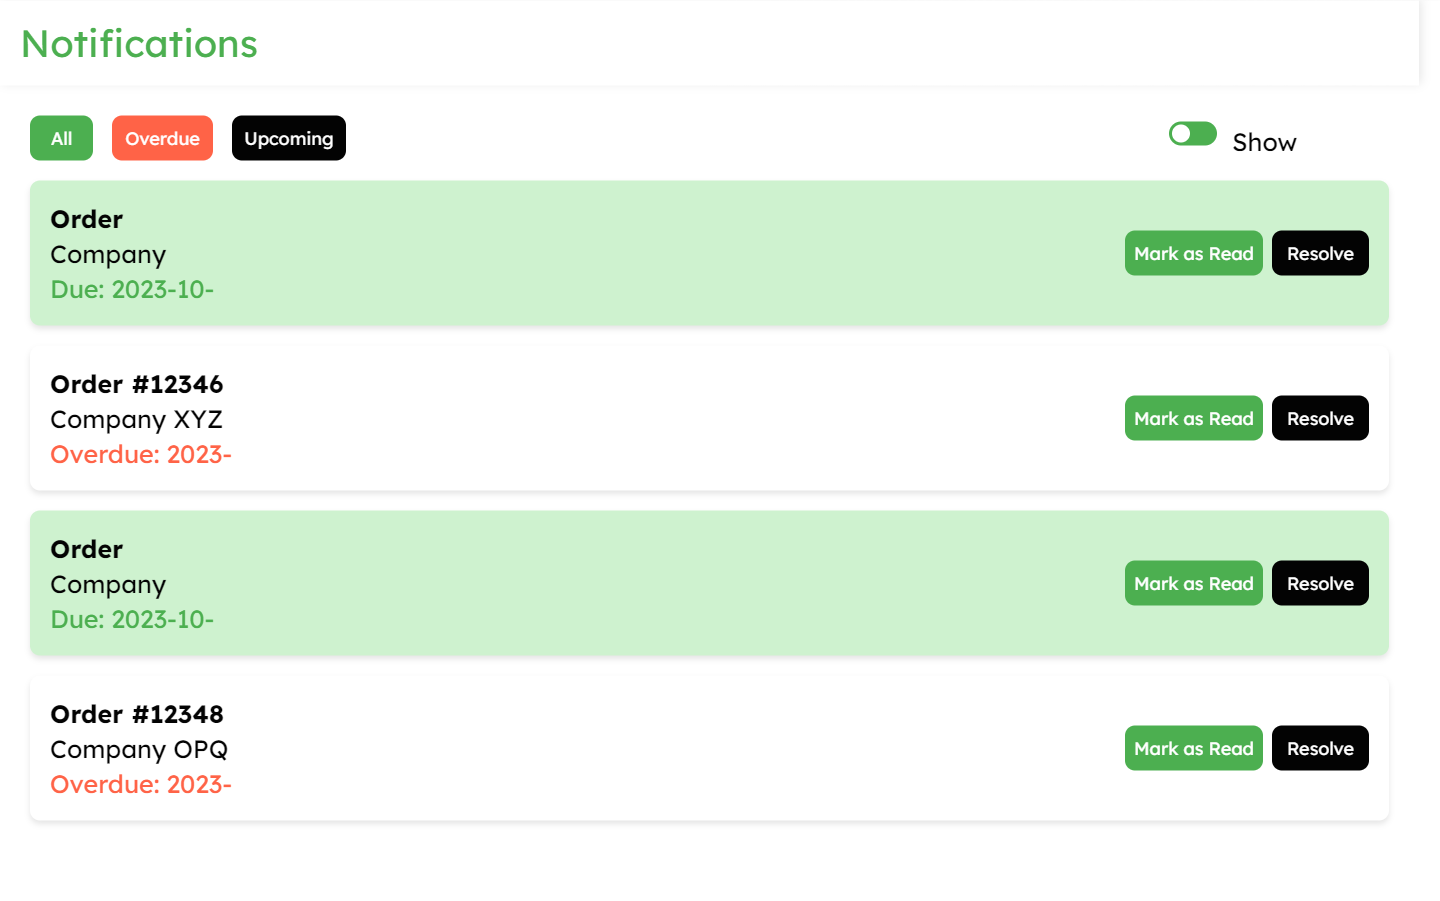 Notifications
All Overdue Upcoming Show
Order
Company
Due: 2023-10-
Mark as Read Resolve
Order #12346
Company XYZ
Overdue: 2023-
Mark as Read Resolve
Order
Company
Due: 2023-10-
Mark as Read Resolve
Order #12348
Company OPQ
Overdue: 2023-
Mark as Read Resolve